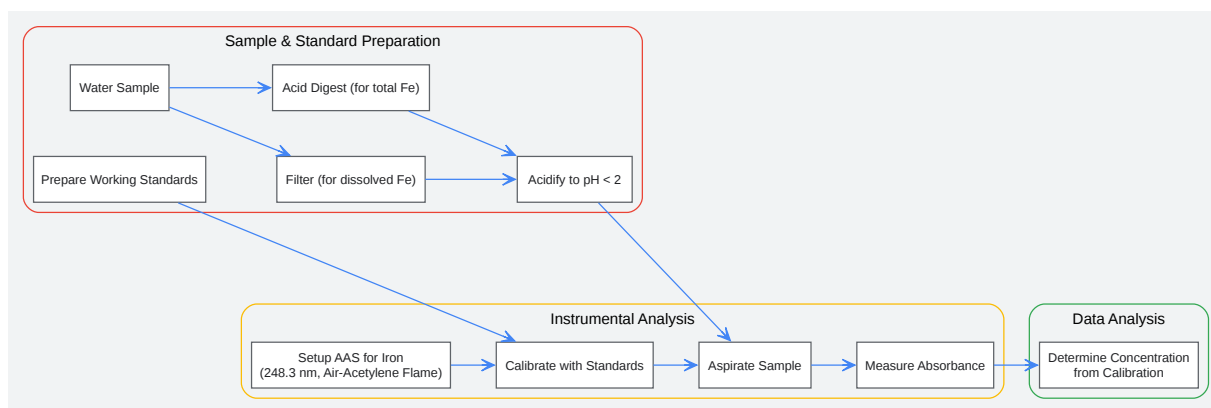 Sample & Standard Preparation
Water Sample
Acid Digest (for total Fe)
Prepare Working Standards
Filter (for dissolved Fe)
Acidify to pH < 2
Instrumental Analysis
Setup AAS for Iron
(248.3 nm, Air-Acetylene Flame)
Calibrate with Standards
Aspirate Sample
Measure Absorbance
Data Analysis
Determine Concentration
from Calibration